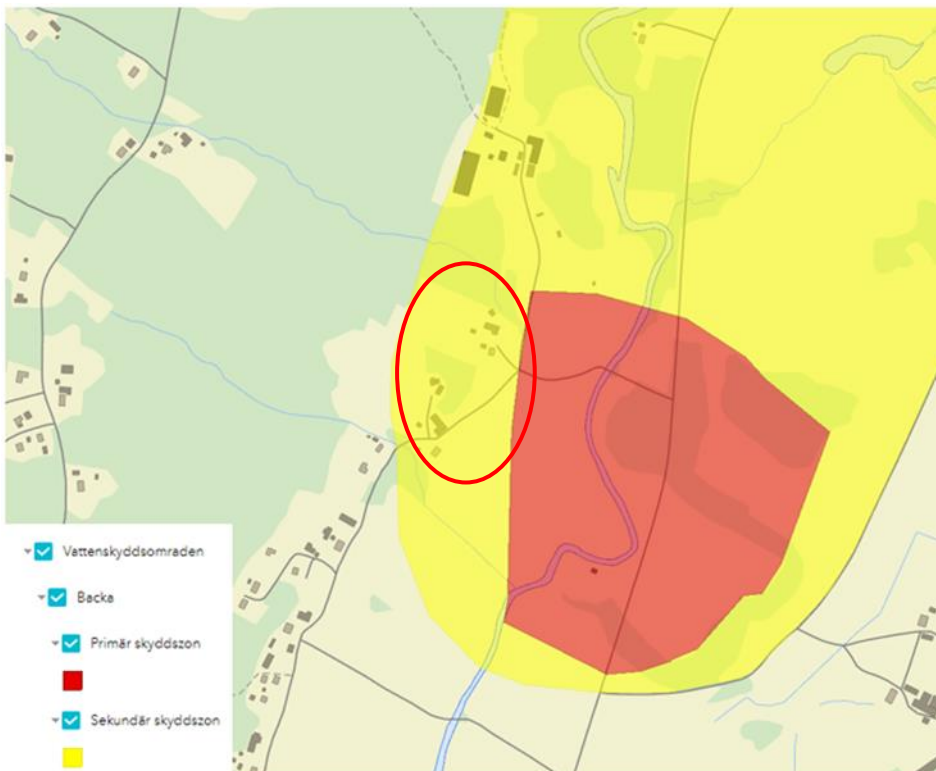 Vattenskyddsomraden
Backa
Primär skyddszon
Sekundär skyddszon